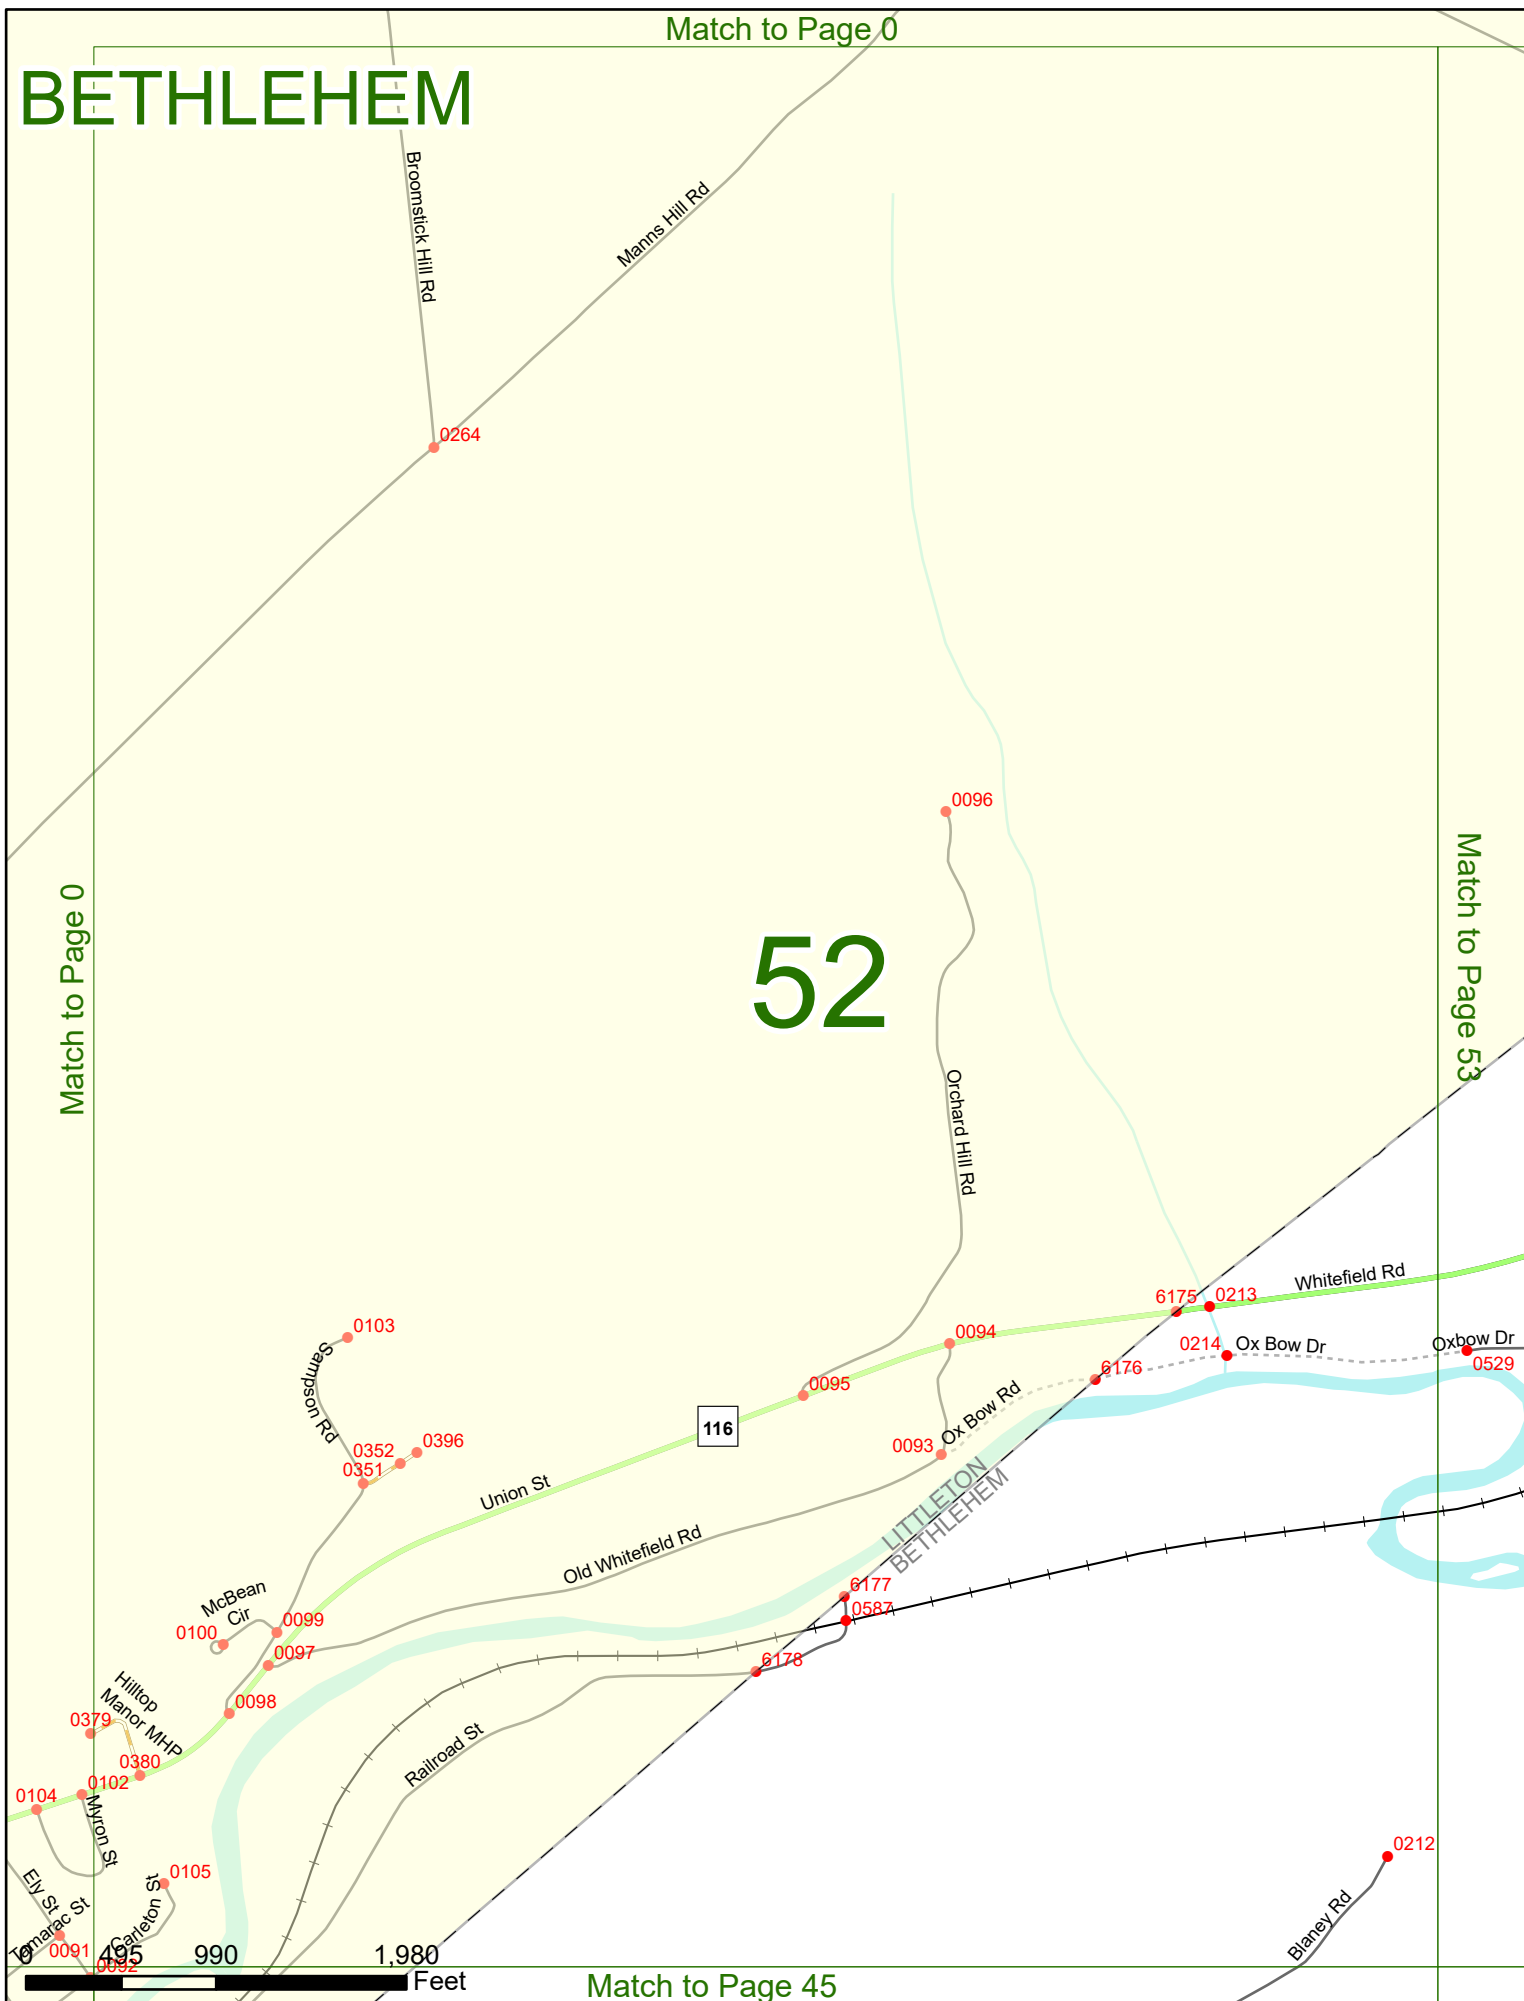 Match to Page 0
BETHLEHEM
Broomstick Hill Rd
Manns Hill Rd
0264
0096
Match to Page 0
52
Match to Page 53
Orchard Hill Rd
Whitefield Rd
6175
0213
0103
0094
0214
Ox Bow Dr
Oxbow Dr
0529
Sampson Rd
6176
0095
Ox Bow Rd
116
0093
0352
0396
0351
Union St
LITTLETON
BETHLEHEM
Old Whitefield Rd
6177
0587
McBean
Cir
0099
0100
0097
6178
Hilltop
Manor MHP
0098
0379
0380
Railroad St
0102
0104
Myron St
0105
0212
Ely St
Carleton St
Tamarac St
0091
0092
Blaney Rd
0
495
990
1,980
Feet
Match to Page 45